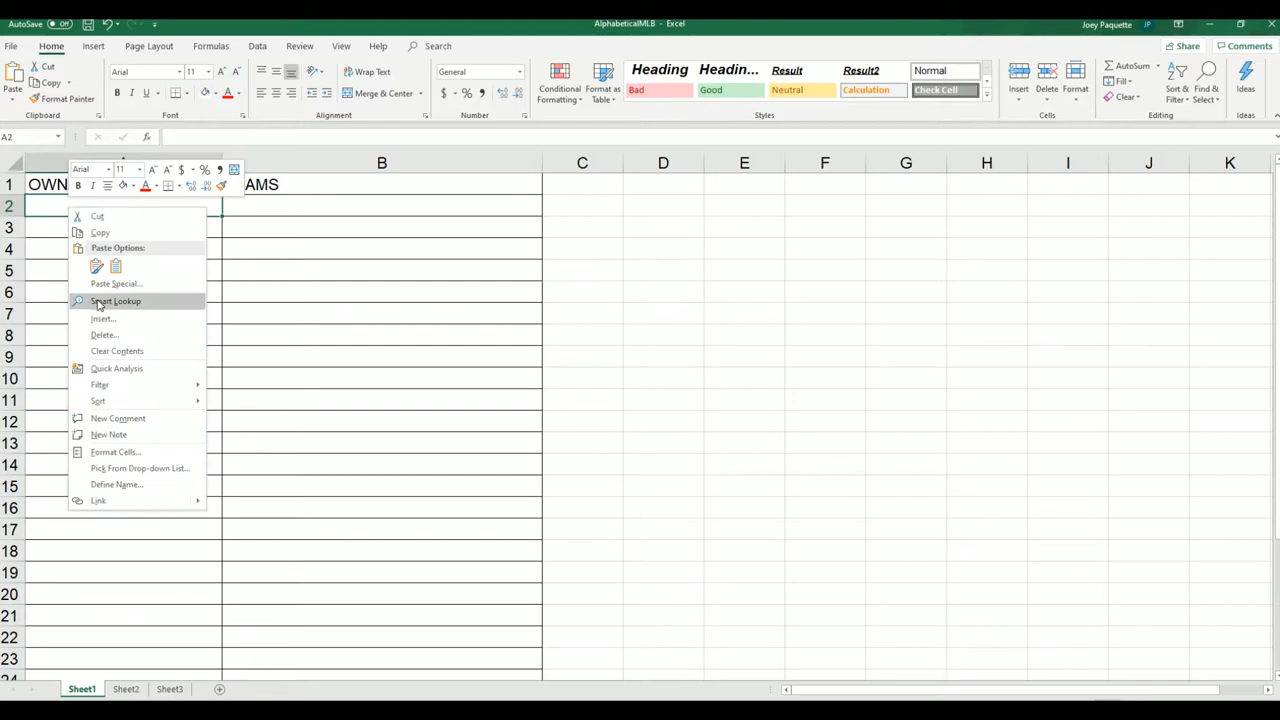 AutoSave Off AlphabeticalMLB - Excel Joey Paquette JP
File Home Insert Page Layout Formulas Data Review View Help Search Share Comments
Cut
Copy
Format Painter
Paste
Clipboard
Arial 11 A A
B I U A
Font
Wrap Text
Merge & Center
Alignment
General
$ % ,
Number
Conditional Formatting
Format as Table
Heading Headin... Result Result2 Normal
Bad Good Neutral Calculation Check Cell
Styles
Insert Delete Format
Cells
AutoSum
Fill
Clear
Sort & Filter
Find & Select
Editing
Ideas
Ideas
A2 fx
Arial 11 A A $ % ,
B I A
B C D E F G H I J K
1 OWN AMS
2
3
4
5
6
7
8
9
10
11
12
13
14
15
16
17
18
19
20
21
22
23
24
Cut
Copy
Paste Options:
Paste Special...
Smart Lookup
Insert...
Delete...
Clear Contents
Quick Analysis
Filter
Sort
New Comment
New Note
Format Cells...
Pick From Drop-down List...
Define Name...
Link
Sheet1 Sheet2 Sheet3